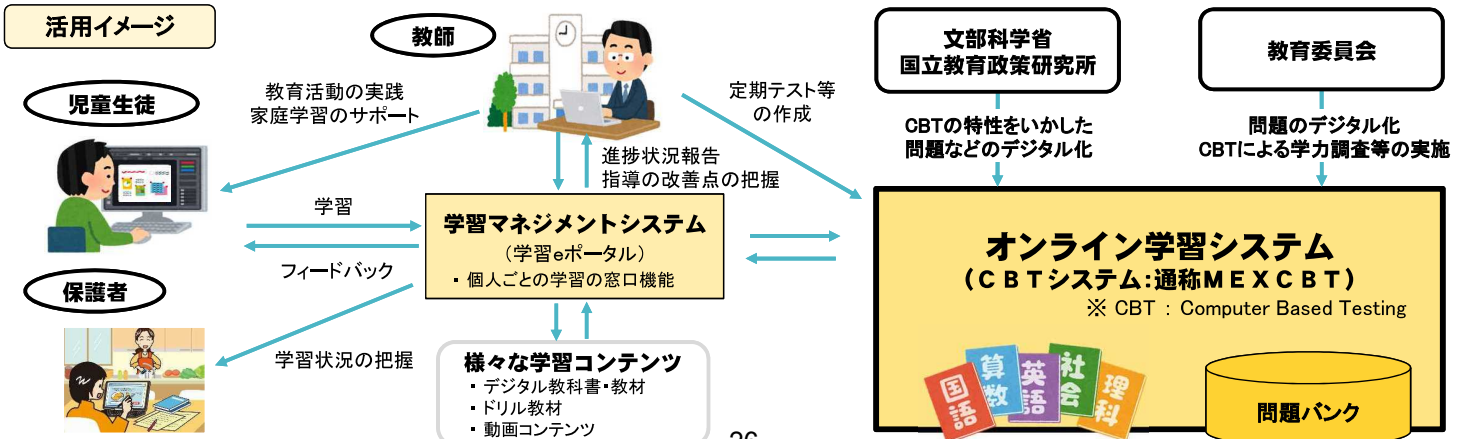 活用イメージ
教師
児童生徒
教育活動の実践
家庭学習のサポート
定期テスト等
の作成
文部科学省
国立教育政策研究所
教育委員会
CBTの特性をいかした
問題などのデジタル化
問題のデジタル化
CBTによる学力調査等の実施
進捗状況報告
指導の改善点の把握
学習
フィードバック
学習マネジメントシステム
(学習eポータル)
・個人ごとの学習の窓口機能
保護者
学習状況の把握
様々な学習コンテンツ
・デジタル教科書・教材
・ドリル教材
・動画コンテンツ
オンライン学習システム
(CBTシステム:通称MEXCBT)
※ CBT : Computer Based Testing
国語
算数
英語
社会
理科
問題バンク